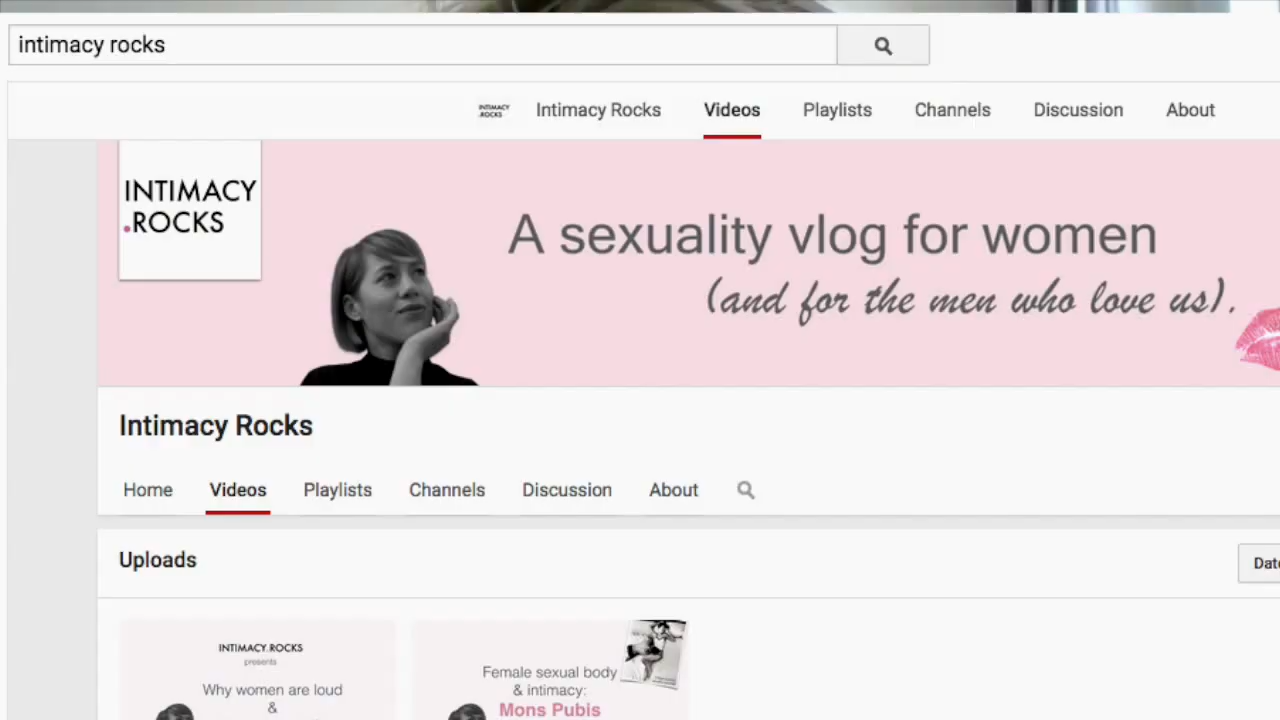 intimacy rocks
INTIMACY
.ROCKS
Intimacy Rocks
Videos
Playlists
Channels
Discussion
About
INTIMACY
.ROCKS
A sexuality vlog for women
(and for the men who love us).
Intimacy Rocks
Home
Videos
Playlists
Channels
Discussion
About
Uploads
INTIMACY.ROCKS
presents
Why women are loud
&
Female sexual body
& intimacy:
Mons Pubis